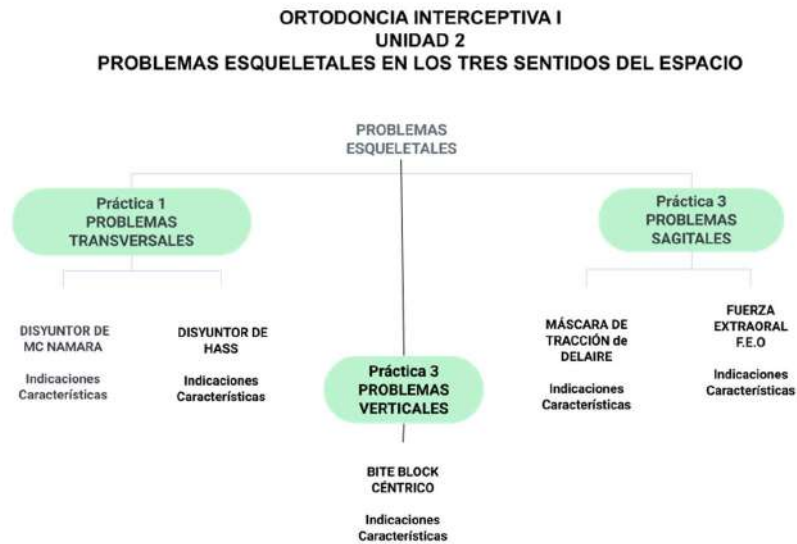 ORTODONCIA INTERCEPTIVA I
UNIDAD 2
PROBLEMAS ESQUELETALES EN LOS TRES SENTIDOS DEL ESPACIO
PROBLEMAS
ESQUELETALES
Práctica 1
PROBLEMAS
TRANSVERSALES
DISYUNTOR DE
MC NAMARA
Indicaciones
Características
DISYUNTOR DE
HASS
Indicaciones
Características
Práctica 3
PROBLEMAS
VERTICALES
BITE BLOCK
CÉNTRICO
Indicaciones
Características
Práctica 3
PROBLEMAS
SAGITALES
MÁSCARA DE
TRACCIÓN de
DELAIRE
Indicaciones
Características
FUERZA
EXTRAORAL
F.E.O
Indicaciones
Características